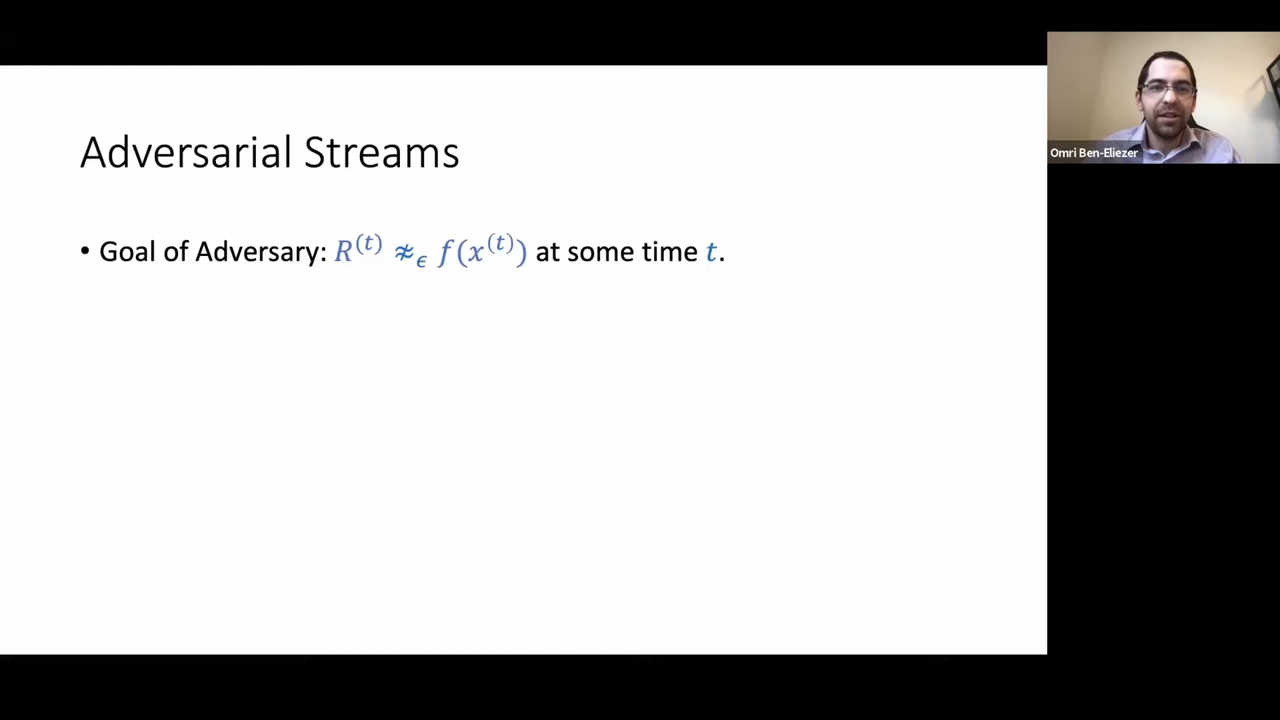 Adversarial Streams
• Goal of Adversary: R^(t) ≉_ϵ f(x^(t)) at some time t.
Omri Ben-Eliezer